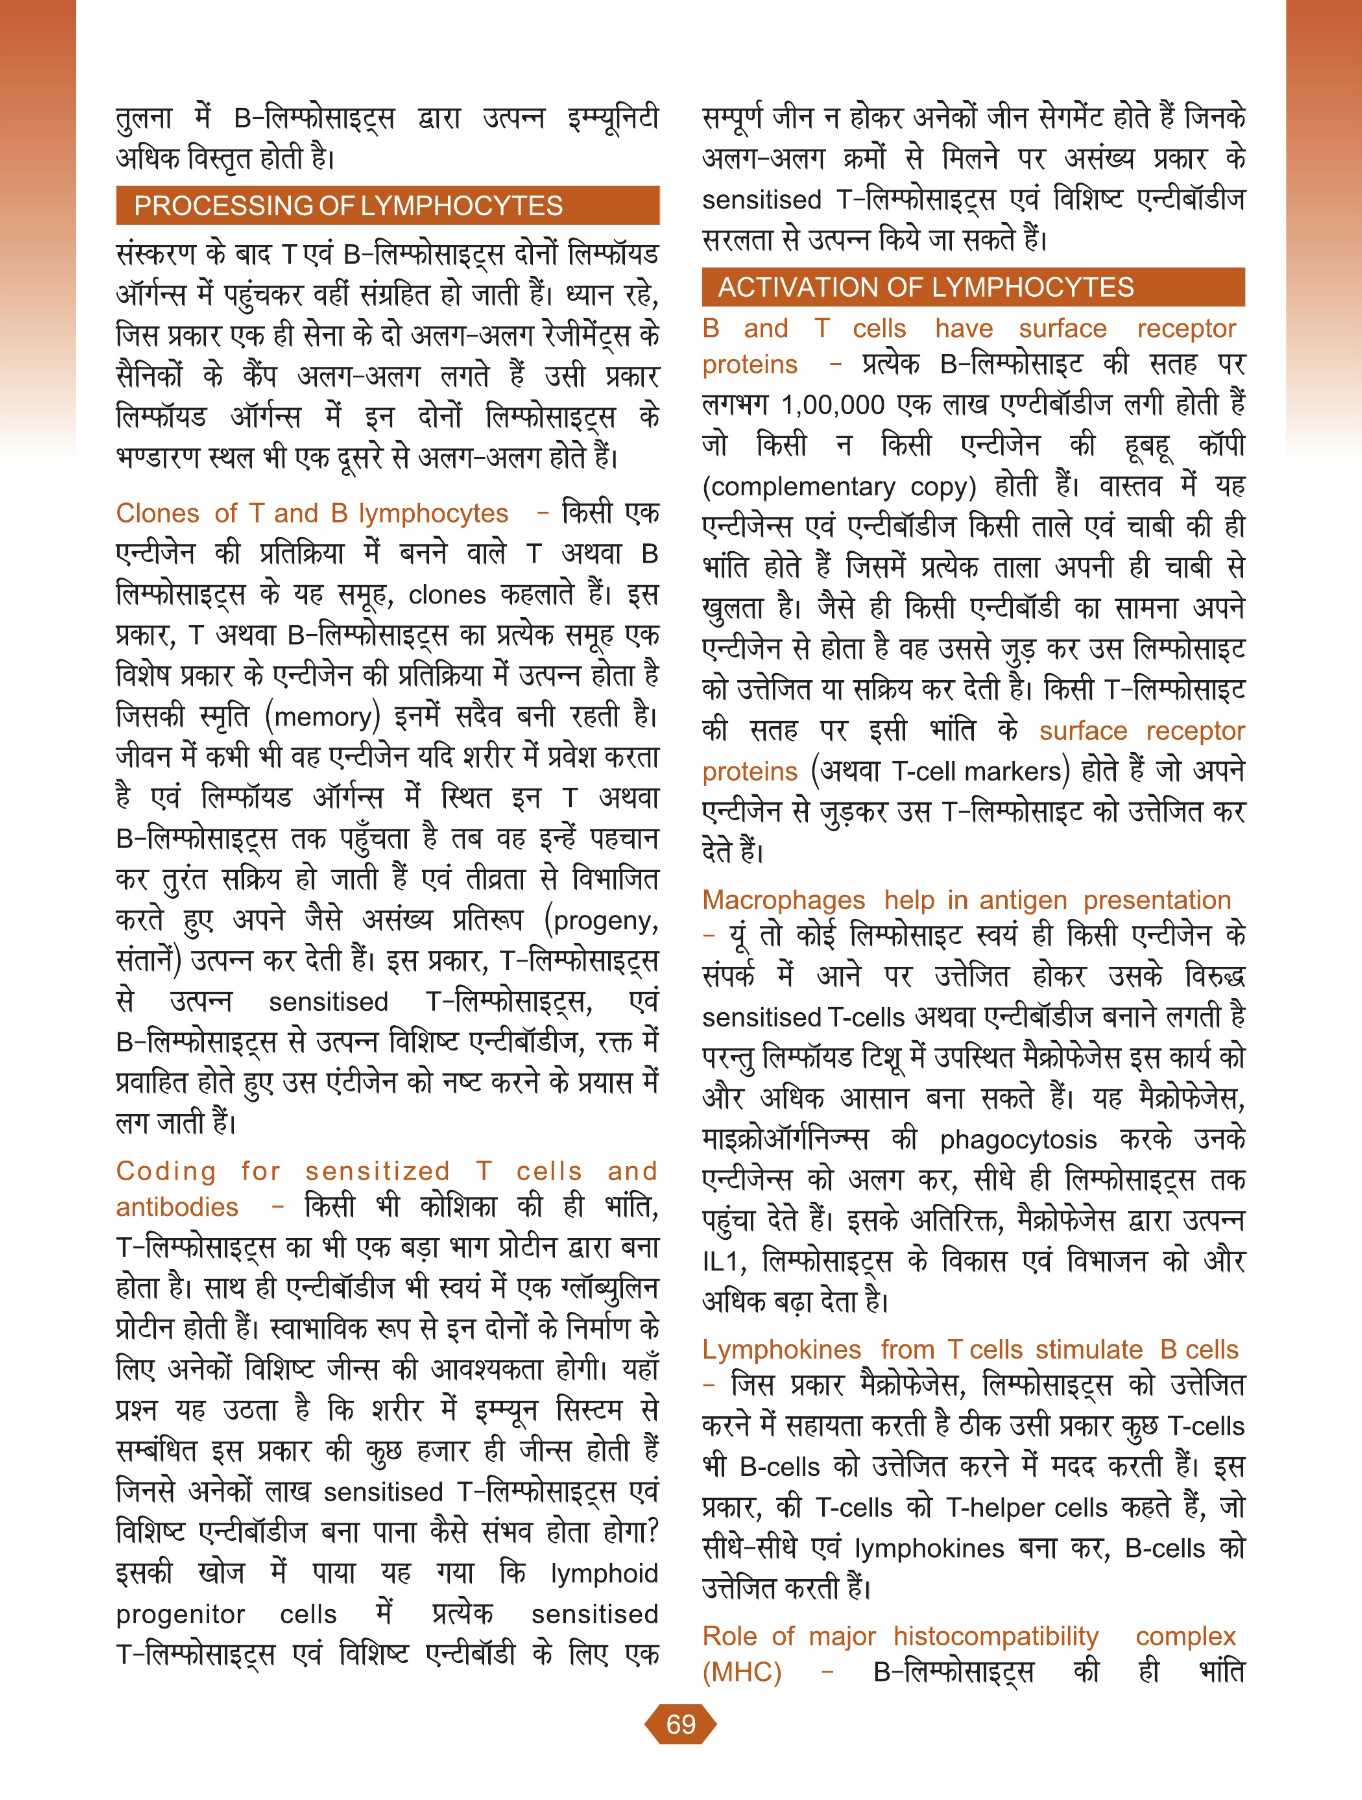 तुलना में B-लिम्फोसाइट्स द्वारा उत्पन्न इम्म्यूनिटी
अधिक विस्तृत होती है।
PROCESSING OF LYMPHOCYTES
संस्करण के बाद T एवं B-लिम्फोसाइट्स दोनों लिम्फॉयड
ऑर्गन्स में पहुंचकर वहीं संग्रहित हो जाती हैं। ध्यान रहे,
जिस प्रकार एक ही सेना के दो अलग-अलग रेजीमेंट्स के
सैनिकों के कैंप अलग-अलग लगते हैं उसी प्रकार
लिम्फॉयड ऑर्गन्स में इन दोनों लिम्फोसाइट्स के
भण्डारण स्थल भी एक दूसरे से अलग-अलग होते हैं।
Clones of T and B lymphocytes - किसी एक
एन्टीजेन की प्रतिक्रिया में बनने वाले T अथवा B
लिम्फोसाइट्स के यह समूह, clones कहलाते हैं। इस
प्रकार, T अथवा B-लिम्फोसाइट्स का प्रत्येक समूह एक
विशेष प्रकार के एन्टीजेन की प्रतिक्रिया में उत्पन्न होता है
जिसकी स्मृति (memory) इनमें सदैव बनी रहती है।
जीवन में कभी भी वह एन्टीजेन यदि शरीर में प्रवेश करता
है एवं लिम्फॉयड ऑर्गन्स में स्थित इन T अथवा
B-लिम्फोसाइट्स तक पहुँचता है तब वह इन्हें पहचान
कर तुरंत सक्रिय हो जाती हैं एवं तीव्रता से विभाजित
करते हुए अपने जैसे असंख्य प्रतिरूप (progeny,
संतानें) उत्पन्न कर देती हैं। इस प्रकार, T-लिम्फोसाइट्स
से उत्पन्न sensitised T-लिम्फोसाइट्स, एवं
B-लिम्फोसाइट्स से उत्पन्न विशिष्ट एन्टीबॉडीज, रक्त में
प्रवाहित होते हुए उस एंटीजेन को नष्ट करने के प्रयास में
लग जाती हैं।
Coding for sensitized T cells and
antibodies - किसी भी कोशिका की ही भांति,
T-लिम्फोसाइट्स का भी एक बड़ा भाग प्रोटीन द्वारा बना
होता है। साथ ही एन्टीबॉडीज भी स्वयं में एक ग्लॉब्युलिन
प्रोटीन होती हैं। स्वाभाविक रूप से इन दोनों के निर्माण के
लिए अनेकों विशिष्ट जीन्स की आवश्यकता होगी। यहाँ
प्रश्न यह उठता है कि शरीर में इम्म्यून सिस्टम से
सम्बंधित इस प्रकार की कुछ हजार ही जीन्स होती हैं
जिनसे अनेकों लाख sensitised T-लिम्फोसाइट्स एवं
विशिष्ट एन्टीबॉडीज बना पाना कैसे संभव होता होगा?
इसकी खोज में पाया यह गया कि lymphoid
progenitor cells में प्रत्येक sensitised
T-लिम्फोसाइट्स एवं विशिष्ट एन्टीबॉडी के लिए एक
सम्पूर्ण जीन न होकर अनेकों जीन सेगमेंट होते हैं जिनके
अलग-अलग क्रमों से मिलने पर असंख्य प्रकार के
sensitised T-लिम्फोसाइट्स एवं विशिष्ट एन्टीबॉडीज
सरलता से उत्पन्न किये जा सकते हैं।
ACTIVATION OF LYMPHOCYTES
B and T cells have surface receptor
proteins - प्रत्येक B-लिम्फोसाइट की सतह पर
लगभग 1,00,000 एक लाख एण्टीबॉडीज लगी होती हैं
जो किसी न किसी एन्टीजेन की हूबहू कॉपी
(complementary copy) होती हैं। वास्तव में यह
एन्टीजेन्स एवं एन्टीबॉडीज किसी ताले एवं चाबी की ही
भांति होते हैं जिसमें प्रत्येक ताला अपनी ही चाबी से
खुलता है। जैसे ही किसी एन्टीबॉडी का सामना अपने
एन्टीजेन से होता है वह उससे जुड़ कर उस लिम्फोसाइट
को उत्तेजित या सक्रिय कर देती है। किसी T-लिम्फोसाइट
की सतह पर इसी भांति के surface receptor
proteins (अथवा T-cell markers) होते हैं जो अपने
एन्टीजेन से जुड़कर उस T-लिम्फोसाइट को उत्तेजित कर
देते हैं।
Macrophages help in antigen presentation
- यूं तो कोई लिम्फोसाइट स्वयं ही किसी एन्टीजेन के
संपर्क में आने पर उत्तेजित होकर उसके विरुद्ध
sensitised T-cells अथवा एन्टीबॉडीज बनाने लगती है
परन्तु लिम्फॉयड टिशू में उपस्थित मैक्रोफेजेस इस कार्य को
और अधिक आसान बना सकते हैं। यह मैक्रोफेजेस,
माइक्रोऑर्गनिज्म्स की phagocytosis करके उनके
एन्टीजेन्स को अलग कर, सीधे ही लिम्फोसाइट्स तक
पहुंचा देते हैं। इसके अतिरिक्त, मैक्रोफेजेस द्वारा उत्पन्न
IL1, लिम्फोसाइट्स के विकास एवं विभाजन को और
अधिक बढ़ा देता है।
Lymphokines from T cells stimulate B cells
- जिस प्रकार मैक्रोफेजेस, लिम्फोसाइट्स को उत्तेजित
करने में सहायता करती है ठीक उसी प्रकार कुछ T-cells
भी B-cells को उत्तेजित करने में मदद करती हैं। इस
प्रकार, की T-cells को T-helper cells कहते हैं, जो
सीधे-सीधे एवं lymphokines बना कर, B-cells को
उत्तेजित करती हैं।
Role of major histocompatibility complex
(MHC) - B-लिम्फोसाइट्स की ही भांति
69